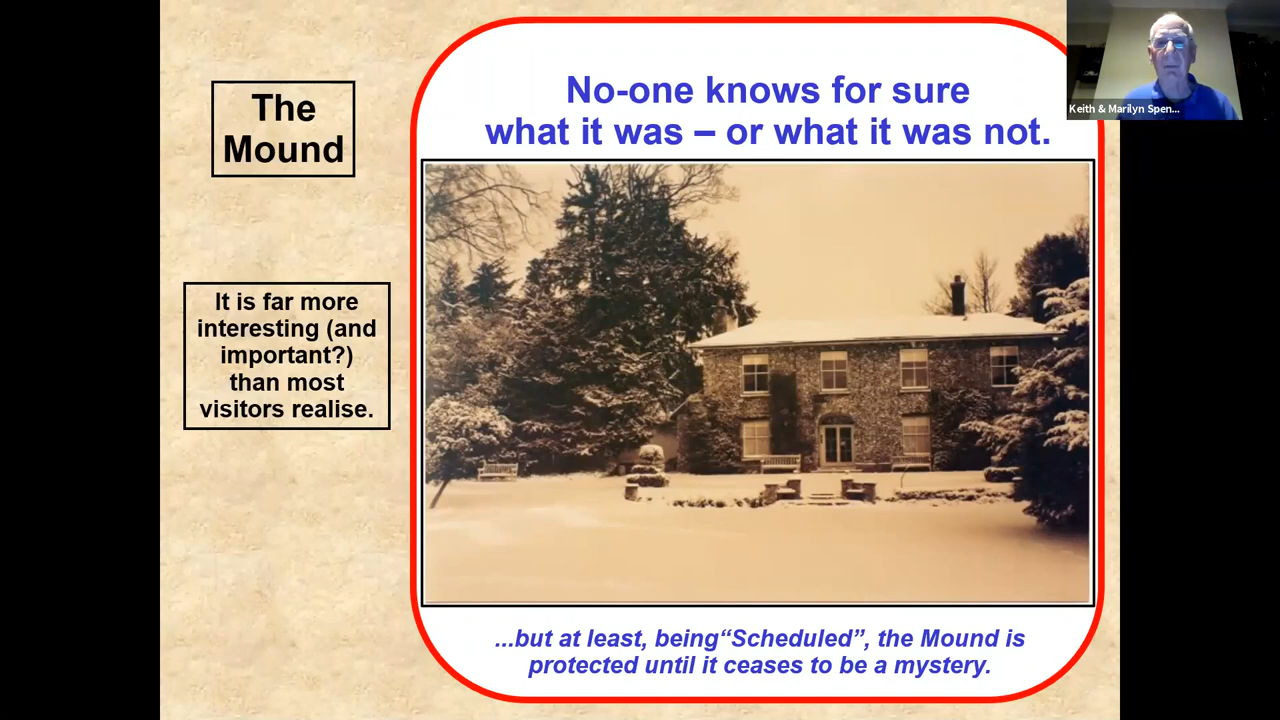 The
Mound
It is far more
interesting (and
important?)
than most
visitors realise.
No-one knows for sure
what it was – or what it was not.
...but at least, being“Scheduled”, the Mound is
protected until it ceases to be a mystery.
Keith & Marilyn Spen...